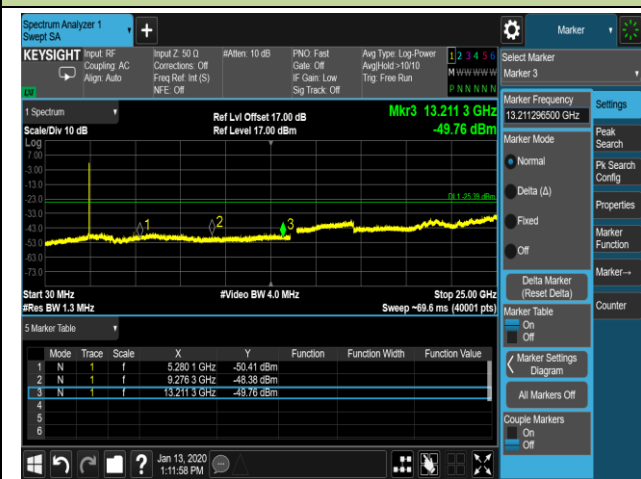 Spectrum Analyzer 1
Swept SA
+
Marker
KEYSIGHT
Input: RF
Coupling: AC
Align: Auto
Input Z: 50 Ω
Corrections: Off
Freq Ref: Int (S)
NFE: Off
#Atten: 10 dB
PNO: Fast
Gate: Off
IF Gain: Low
Sig Track: Off
Avg Type: Log-Power
Avg|Hold:>10/10
Trig: Free Run
1 2 3 4 5 6
M W W W W W
P N N N N N
LXI
Select Marker
Marker 3
1 Spectrum
Scale/Div 10 dB
Log
Ref Lvl Offset 17.00 dB
Ref Level 17.00 dBm
Mkr3 13.211 3 GHz
-49.76 dBm
7.00
-3.00
-13.0
-23.0
-33.0
-43.0
-53.0
-63.0
-73.0
DL1 -25.39 dBm
1
2
3
Start 30 MHz
#Res BW 1.3 MHz
#Video BW 4.0 MHz
Stop 25.00 GHz
Sweep ~69.6 ms (40001 pts)
5 Marker Table
Mode Trace Scale X Y Function Function Width Function Value
1 N 1 f 5.280 1 GHz -50.41 dBm
2 N 1 f 9.276 3 GHz -48.38 dBm
3 N 1 f 13.211 3 GHz -49.76 dBm
4
5
6
Marker Frequency
13.211296500 GHz
Marker Mode
Normal
Delta (Δ)
Fixed
Off
Delta Marker
(Reset Delta)
Marker Table
On
Off
Marker Settings
Diagram
All Markers Off
Couple Markers
On
Off
Settings
Peak
Search
Pk Search
Config
Properties
Marker
Function
Marker→
Counter
?
Jan 13, 2020
1:11:58 PM